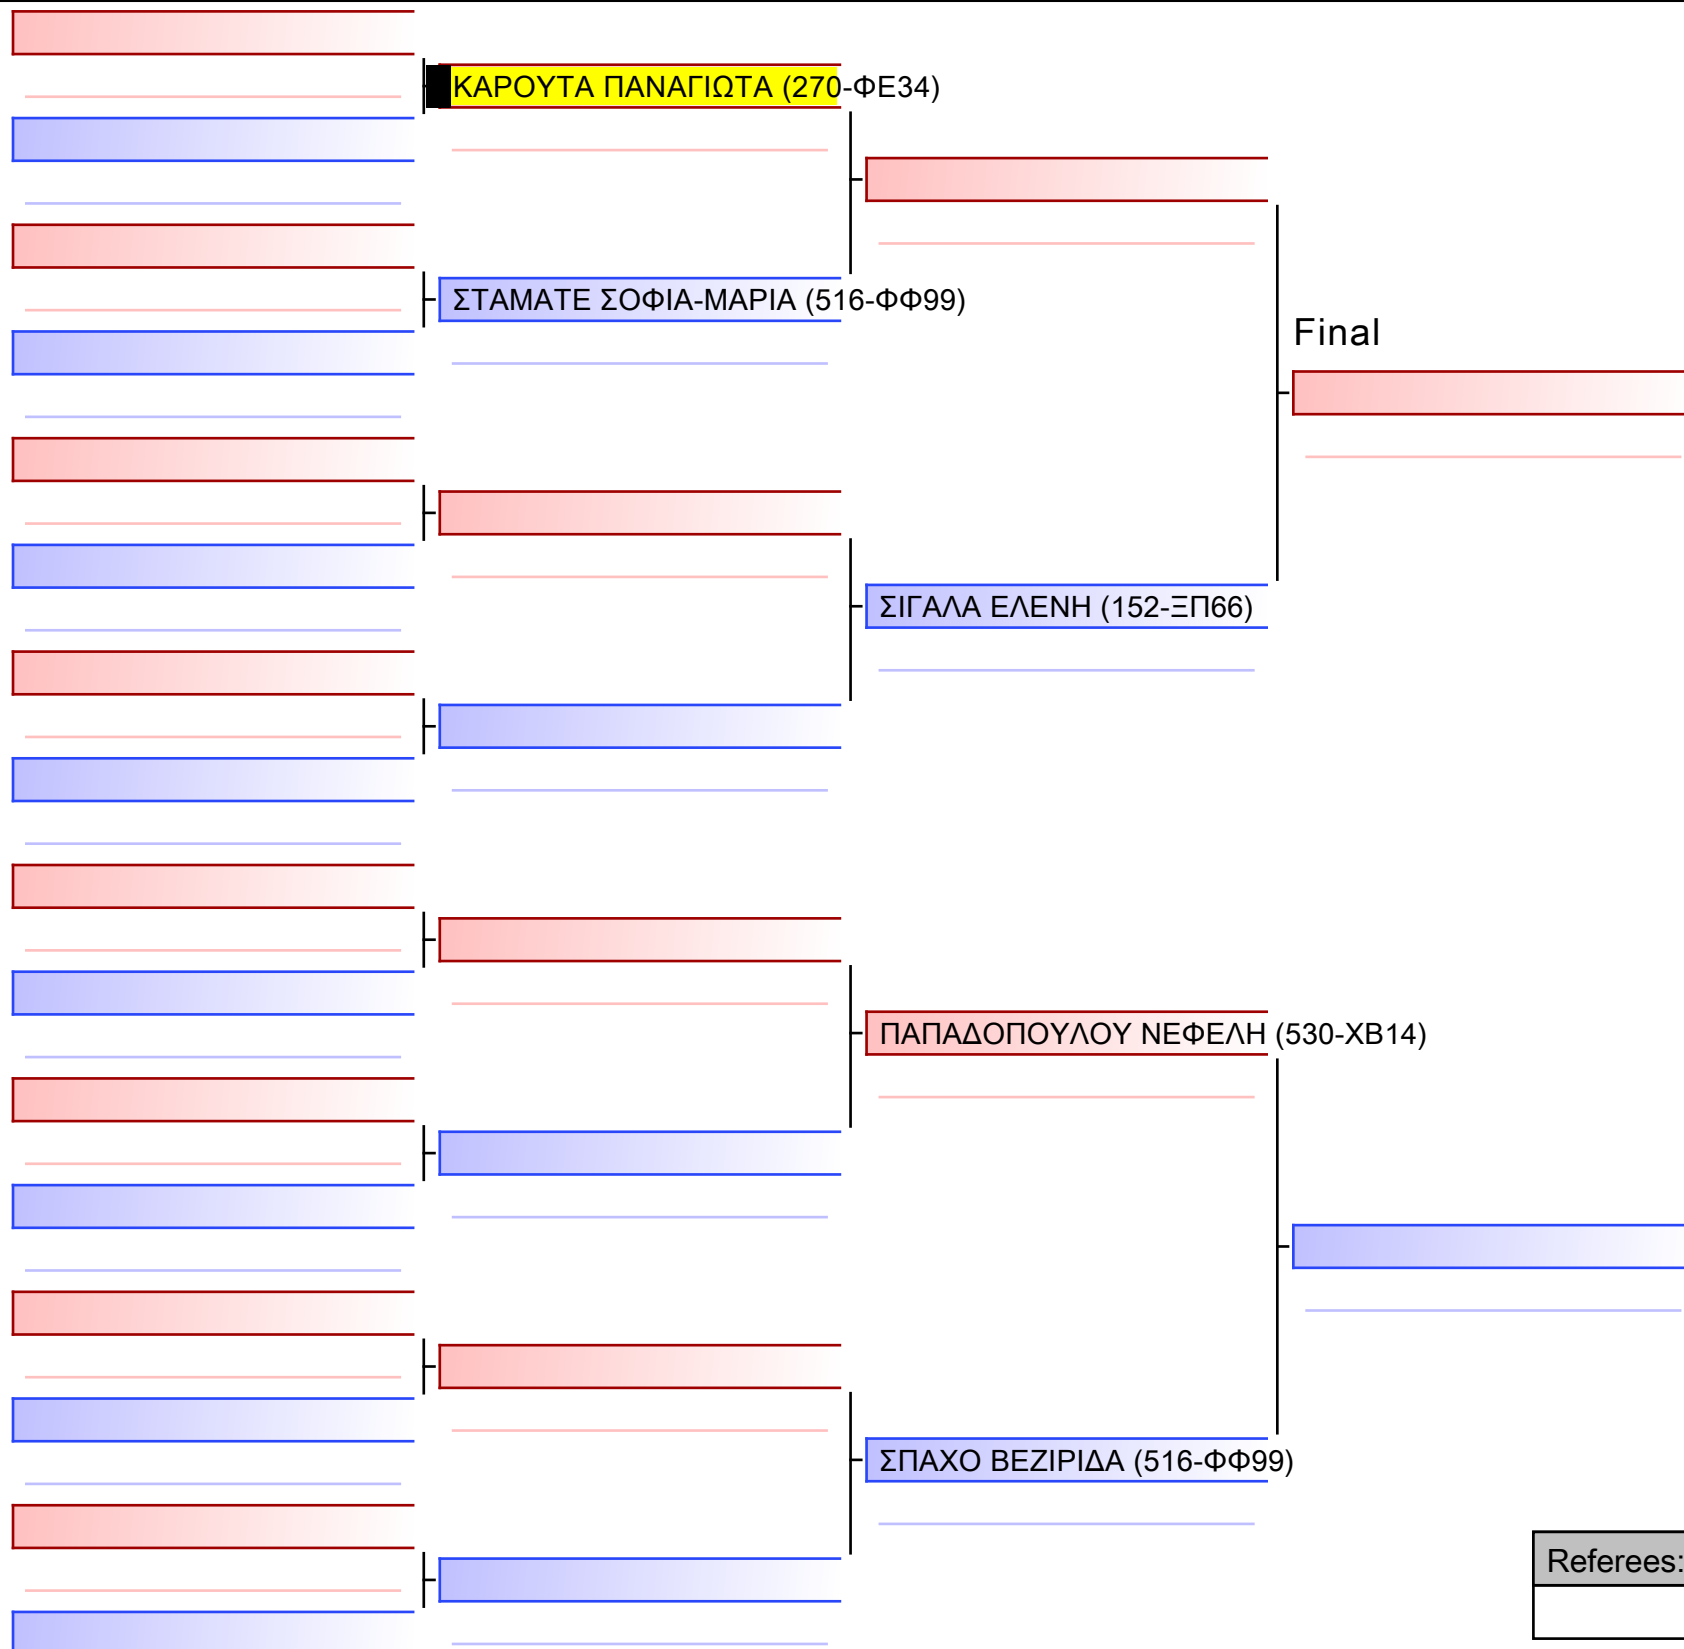 ΚΑΡΟΥΤΑ ΠΑΝΑΓΙΩΤΑ (270-ΦΕ34)
ΣΤΑΜΑΤΕ ΣΟΦΙΑ-ΜΑΡΙΑ (516-ΦΦ99)
Final
ΣΙΓΑΛΑ ΕΛΕΝΗ (152-ΞΠ66)
ΠΑΠΑΔΟΠΟΥΛΟΥ ΝΕΦΕΛΗ (530-ΧΒ14)
ΣΠΑΧΟ ΒΕΖΙΡΙΔΑ (516-ΦΦ99)
Referees: